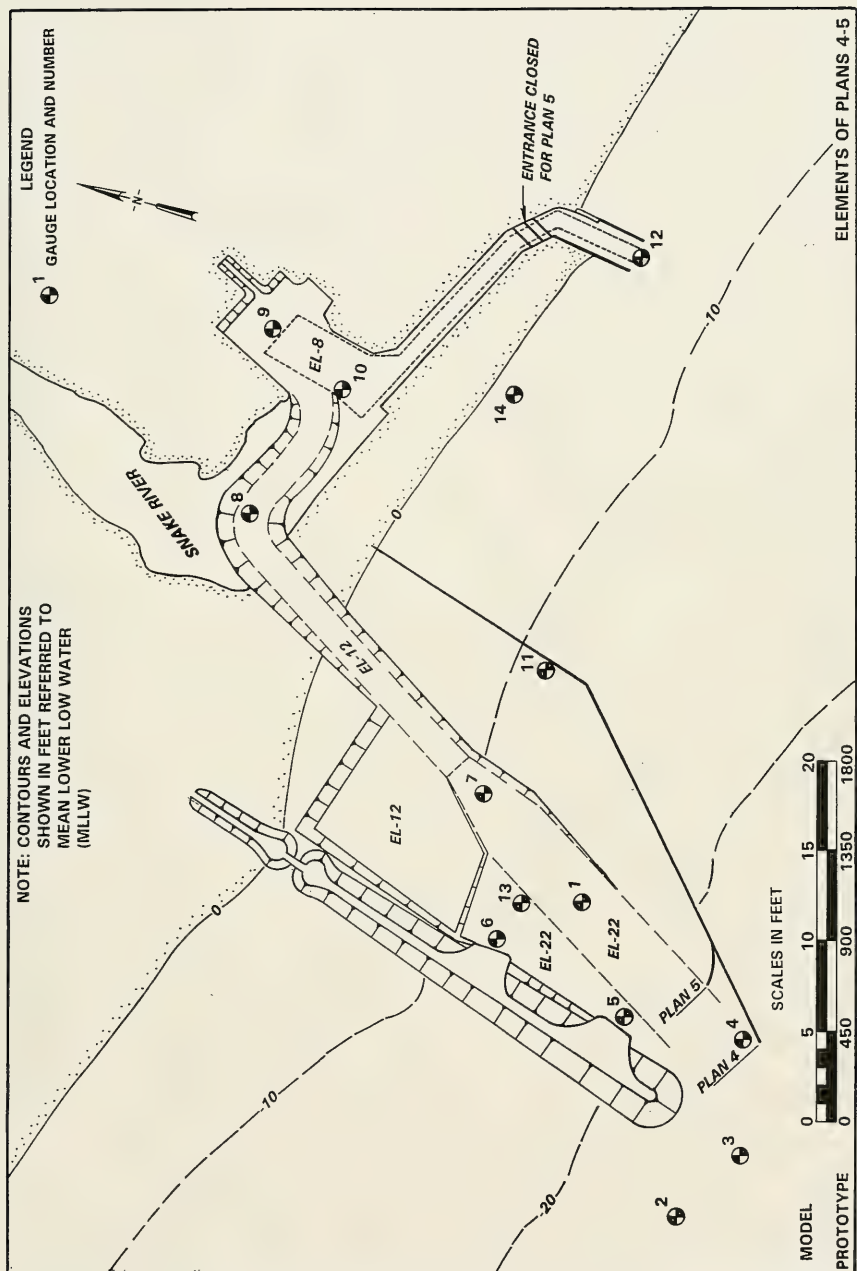 NOTE: CONTOURS AND ELEVATIONS
SHOWN IN FEET REFERRED TO
MEAN LOWER LOW WATER
(MLLW)
LEGEND
1
GAUGE LOCATION AND NUMBER
-N-
SNAKE RIVER
0
0
-10
-20
-10
8
9
10
EL-8
EL-12
EL-12
ENTRANCE CLOSED
FOR PLAN 5
12
14
11
7
13
6
1
EL-22
EL-22
5
PLAN 5
4
PLAN 4
3
2
SCALES IN FEET
MODEL
0 5 10 15 20
PROTOTYPE
0 450 900 1350 1800
ELEMENTS OF PLANS 4-5